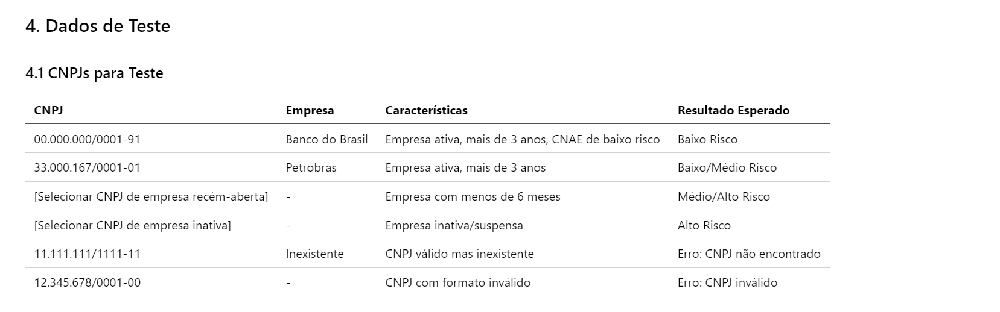 4. Dados de Teste
4.1 CNPJs para Teste
CNPJ Empresa Características Resultado Esperado
00.000.000/0001-91 Banco do Brasil Empresa ativa, mais de 3 anos, CNAE de baixo risco Baixo Risco
33.000.167/0001-01 Petrobras Empresa ativa, mais de 3 anos Baixo/Médio Risco
[Selecionar CNPJ de empresa recém-aberta] - Empresa com menos de 6 meses Médio/Alto Risco
[Selecionar CNPJ de empresa inativa] - Empresa inativa/suspensa Alto Risco
11.111.111/1111-11 Inexistente CNPJ válido mas inexistente Erro: CNPJ não encontrado
12.345.678/0001-00 - CNPJ com formato inválido Erro: CNPJ inválido